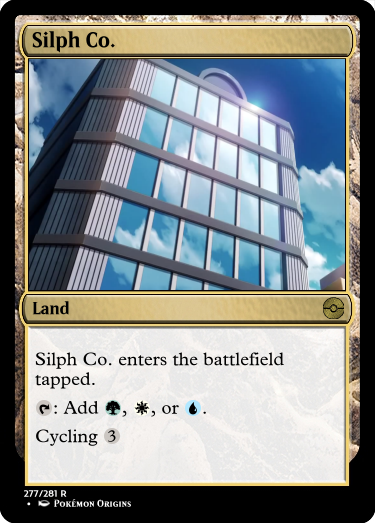 Silph Co.
Land
Silph Co. enters the battlefield
tapped.
: Add , , or .
Cycling 3
277/281 R
• Pokémon Origins